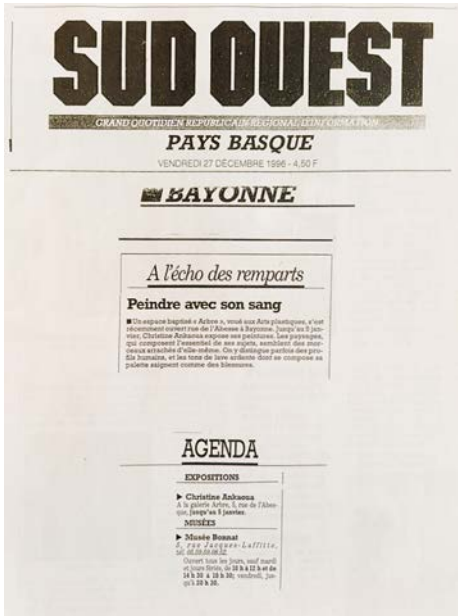 SUD OUEST
GRAND QUOTIDIEN RÉPUBLICAIN RÉGIONAL D'INFORMATION
PAYS BASQUE
VENDREDI 27 DÉCEMBRE 1996 - 4,50 F
BAYONNE
A l'écho des remparts
Peindre avec son sang
■ Un espace baptisé « Arbre », voué aux Arts plastiques, s'est
récemment ouvert rue de l'Abesse à Bayonne. Jusqu'au 5 jan-
vier, Christine Ankaoua expose ses peintures. Les paysages,
qui composent l'essentiel de ses sujets, semblent des mor-
ceaux arrachés d'elle-même. On y distingue parfois des pro-
fils humains, et les tons de lave ardente dont se compose sa
palette saignent comme des blessures.
AGENDA
EXPOSITIONS
▶ Christine Ankaoua
A la galerie Arbre, 5, rue de l'Abes-
que, jusqu'au 5 janvier.
MUSÉES
▶ Musée Bonnat
5, rue Jacques-Laffitte,
tél.
Ouvert tous les jours, sauf mardi
et jours fériés, de 10 h à 12 h et de
14 h 30 à 18 h 30; vendredi, jus-
qu'à 20 h 30.